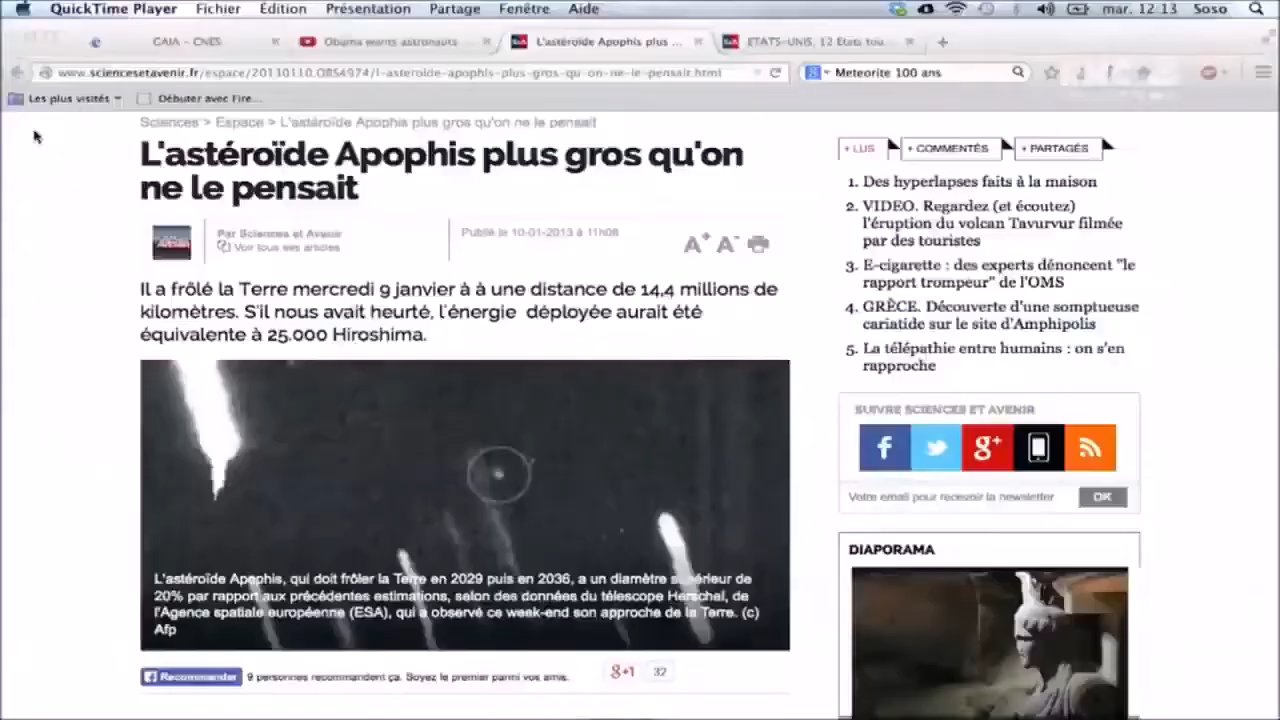 QuickTime Player Fichier Édition Présentation Partage Fenêtre Aide mar. 12:13 Soso
GAIA – CNES
Obama wants astronauts
L'astéroïde Apophis plus ...
ETATS-UNIS. 12 Etats tou...
www.sciencesetavenir.fr/espace/20130110.OBS4974/l-asteroide-apophis-plus-gros-qu-on-ne-le-pensait.html
Meteorite 100 ans
Les plus visités
Débuter avec Fire...
Sciences > Espace > L'astéroïde Apophis plus gros qu'on ne le pensait
L'astéroïde Apophis plus gros qu'on
ne le pensait
Par Sciences et Avenir
Voir tous ses articles
Publié le 10-01-2013 à 11h08
A+ A-
Il a frôlé la Terre mercredi 9 janvier à à une distance de 14,4 millions de
kilomètres. S'il nous avait heurté, l'énergie déployée aurait été
équivalente à 25.000 Hiroshima.
L'astéroïde Apophis, qui doit frôler la Terre en 2029 puis en 2036, a un diamètre supérieur de
20% par rapport aux précédentes estimations, selon des données du télescope Herschel, de
l'Agence spatiale européenne (ESA), qui a observé ce week-end son approche de la Terre. (c)
Afp
Recommander
9 personnes recommandent ça. Soyez le premier parmi vos amis.
g+1 32
+ LUS
+ COMMENTÉS
+ PARTAGÉS
1. Des hyperlapses faits à la maison
2. VIDEO. Regardez (et écoutez)
l'éruption du volcan Tavurvur filmée
par des touristes
3. E-cigarette : des experts dénoncent "le
rapport trompeur" de l'OMS
4. GRÈCE. Découverte d'une somptueuse
cariatide sur le site d'Amphipolis
5. La télépathie entre humains : on s'en
rapproche
SUIVRE SCIENCES ET AVENIR
Votre email pour recevoir la newsletter
OK
DIAPORAMA